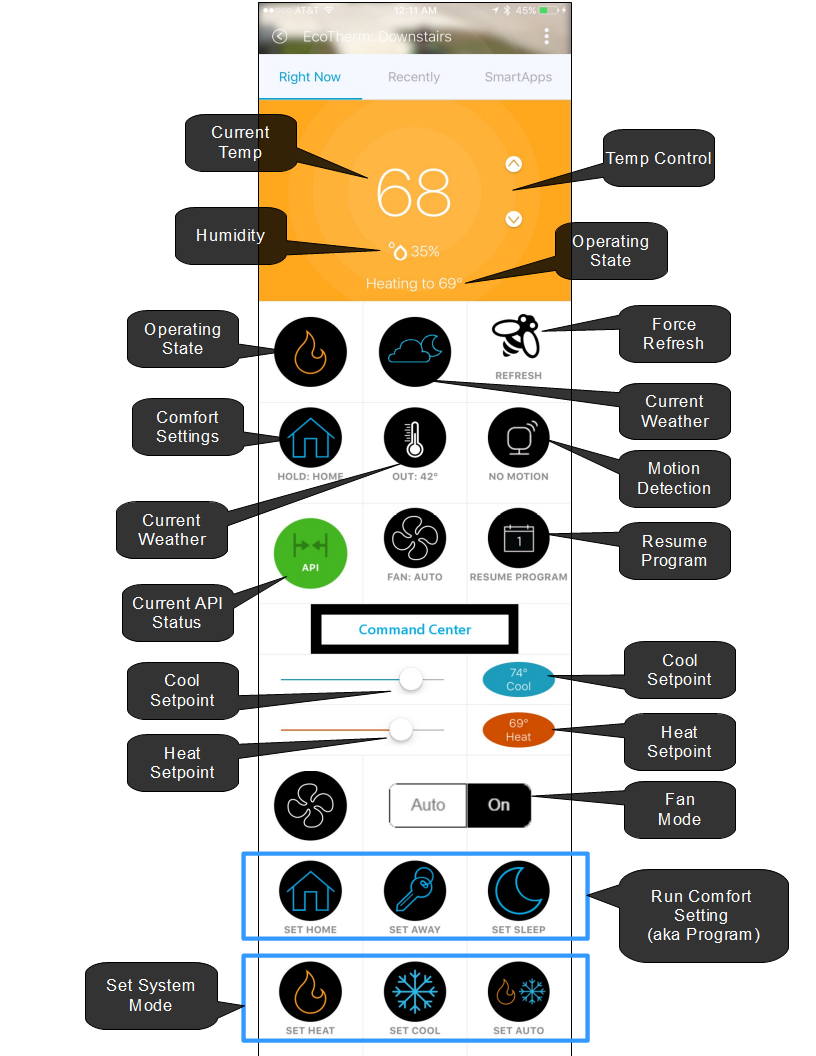 AT&T 12:11 AM 45%
EcoTherm: Downstairs
Right Now Recently SmartApps
Current
Temp
68
Temp Control
Humidity
35%
Operating
State
Heating to 69°
Operating
State
Force
Refresh
REFRESH
Current
Weather
Comfort
Settings
HOLD: HOME OUT: 42° NO MOTION
Motion
Detection
Current
Weather
Resume
Program
1
API
FAN: AUTO RESUME PROGRAM
Current API
Status
Command Center
Cool
Setpoint
74°
Cool
Cool
Setpoint
Heat
Setpoint
69°
Heat
Heat
Setpoint
Auto On
Fan
Mode
SET HOME SET AWAY SET SLEEP
Run Comfort
Setting
(aka Program)
Set System
Mode
SET HEAT SET COOL SET AUTO